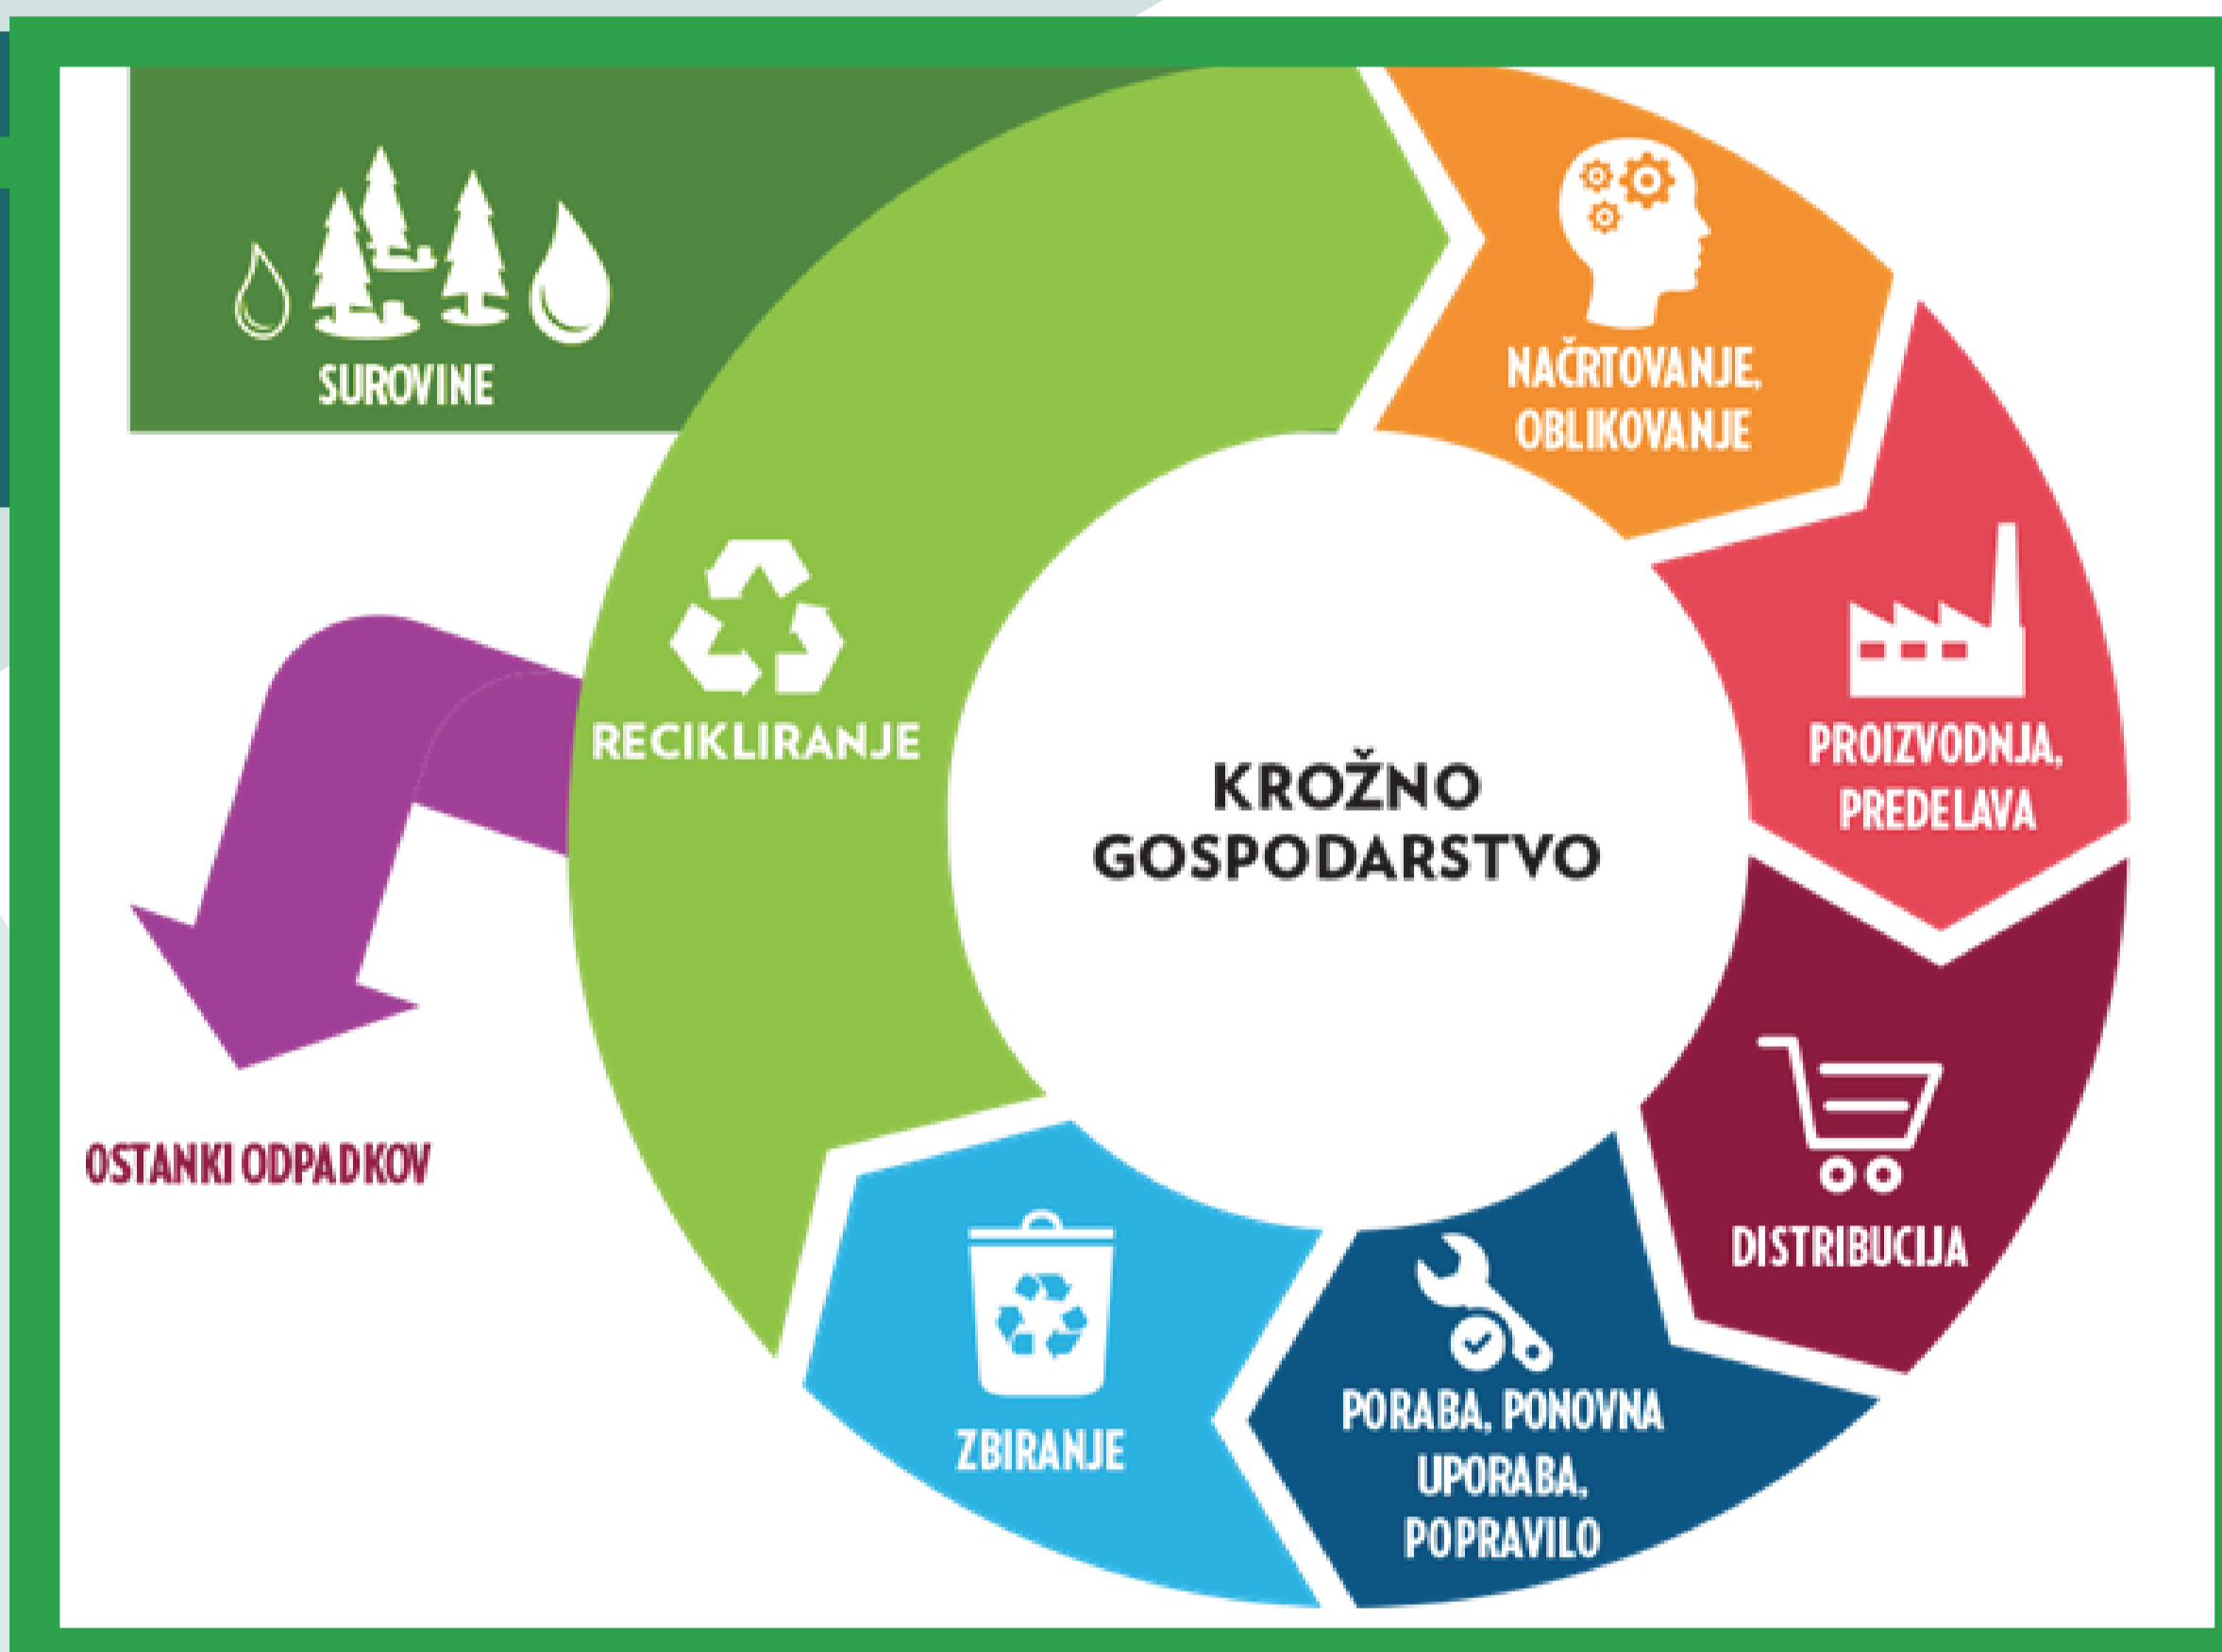 SUROVINE
NAČRTOVANJE,
OBLIKOVANJE
PROIZVODNJA,
PREDELAVA
DISTRIBUCIJA
PORABA, PONOVNA
UPORABA,
POPRAVILO
ZBIRANJE
RECIKLIRANJE
OSTANKI ODPADKOV
KROŽNO
GOSPODARSTVO